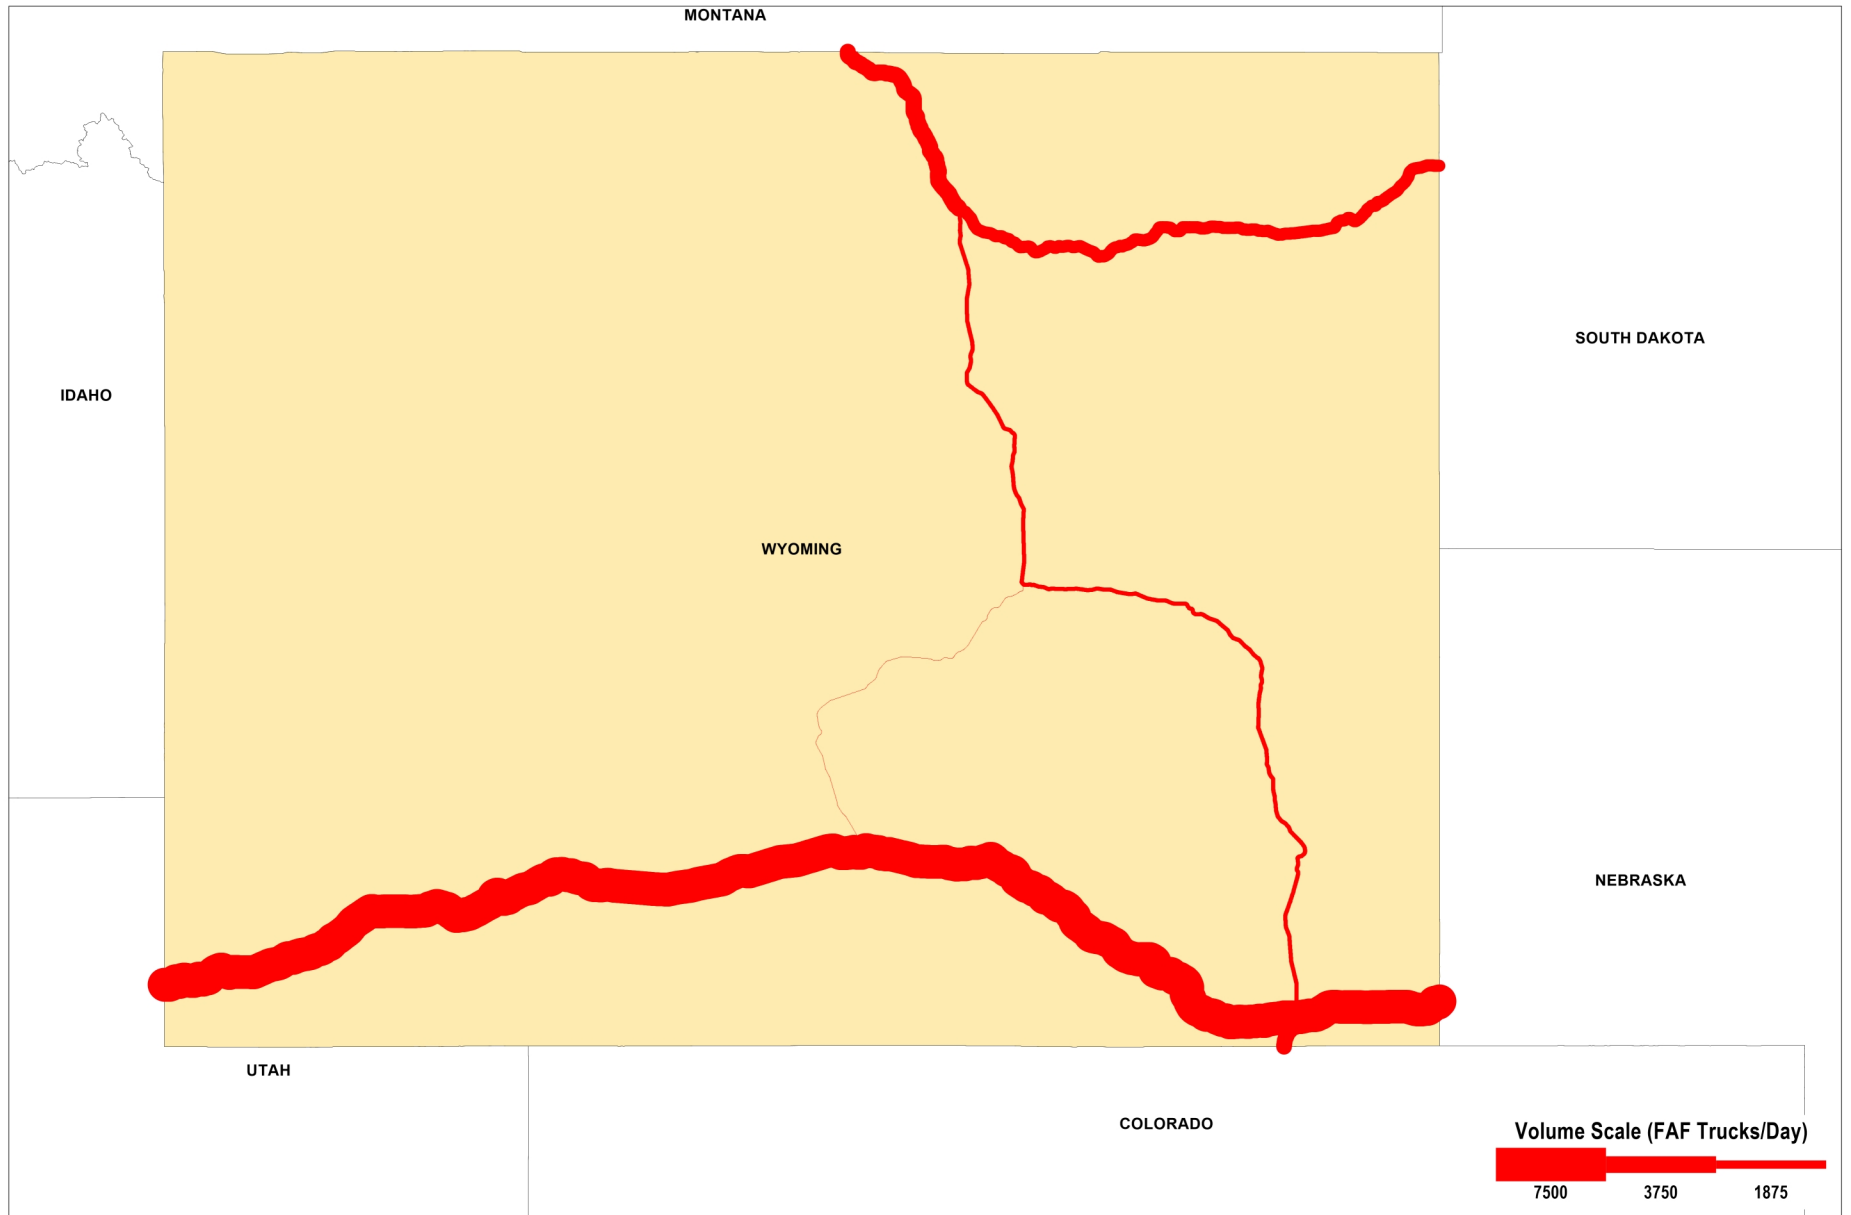 MONTANA
SOUTH DAKOTA
IDAHO
WYOMING
NEBRASKA
UTAH
COLORADO
Volume Scale (FAF Trucks/Day)
7500 3750 1875